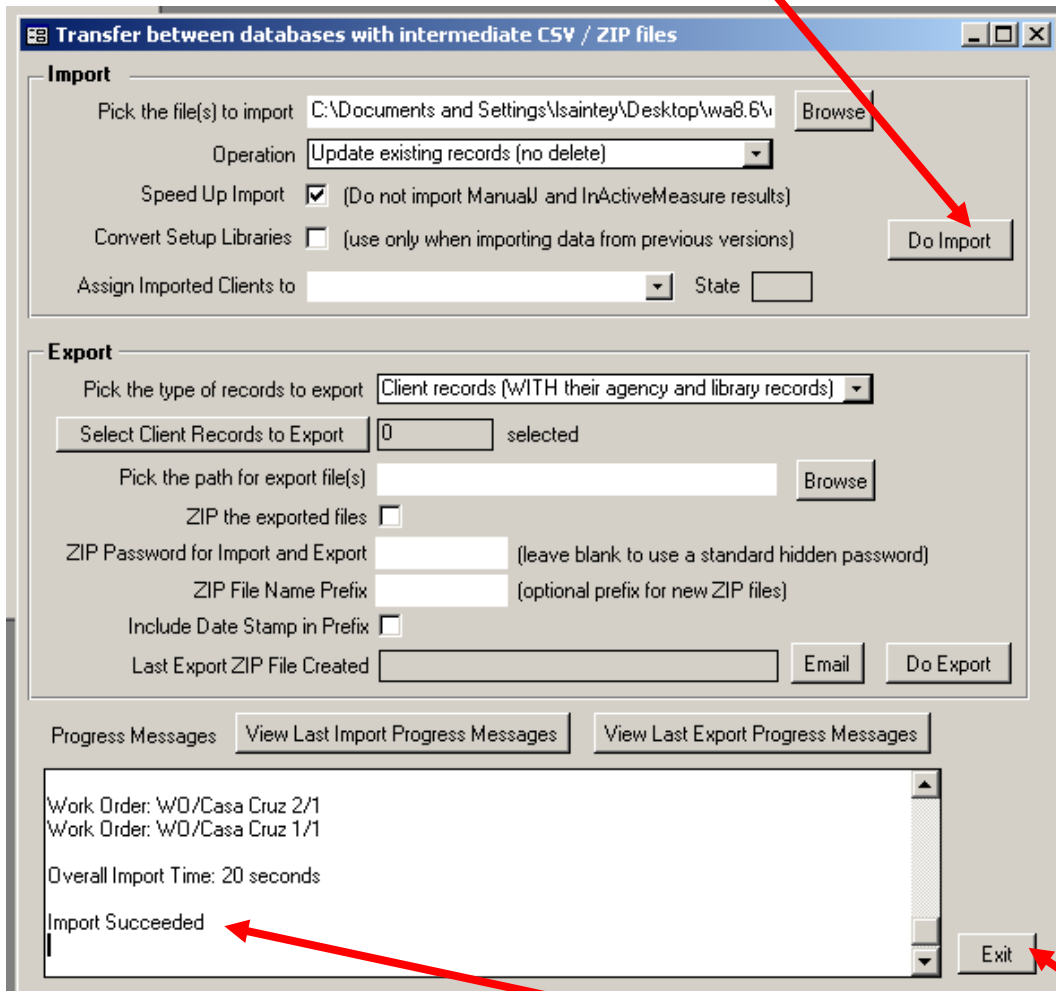 Transfer between databases with intermediate CSV / ZIP files
Import
Pick the file(s) to import C:\Documents and Settings\lsaintey\Desktop\wa8.6\ Browse
Operation Update existing records (no delete)
Speed Up Import (Do not import ManualJ and InActiveMeasure results)
Convert Setup Libraries (use only when importing data from previous versions) Do Import
Assign Imported Clients to State
Export
Pick the type of records to export Client records (WITH their agency and library records)
Select Client Records to Export 0 selected
Pick the path for export file(s) Browse
ZIP the exported files
ZIP Password for Import and Export (leave blank to use a standard hidden password)
ZIP File Name Prefix (optional prefix for new ZIP files)
Include Date Stamp in Prefix
Last Export ZIP File Created Email Do Export
Progress Messages View Last Import Progress Messages View Last Export Progress Messages
Work Order: WO/Casa Cruz 2/1
Work Order: WO/Casa Cruz 1/1
Overall Import Time: 20 seconds
Import Succeeded
Exit